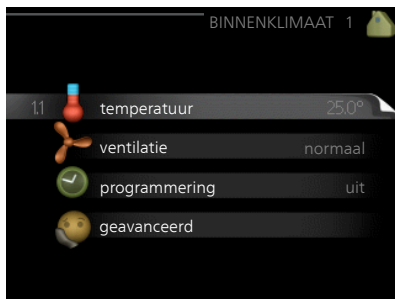 BINNENKLIMAAT 1
1.1 temperatuur 25.0°
ventilatie normaal
programmering uit
geavanceerd